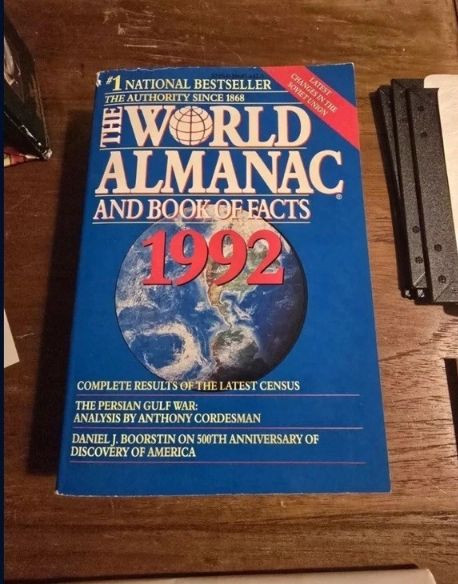 #1 NATIONAL BESTSELLER
THE AUTHORITY SINCE 1868
LATEST
CHANGES IN THE
SOVIET UNION
THE WORLD
ALMANAC®
AND BOOK OF FACTS
1992
COMPLETE RESULTS OF THE LATEST CENSUS
THE PERSIAN GULF WAR:
ANALYSIS BY ANTHONY CORDESMAN
DANIEL J. BOORSTIN ON 500TH ANNIVERSARY OF
DISCOVERY OF AMERICA